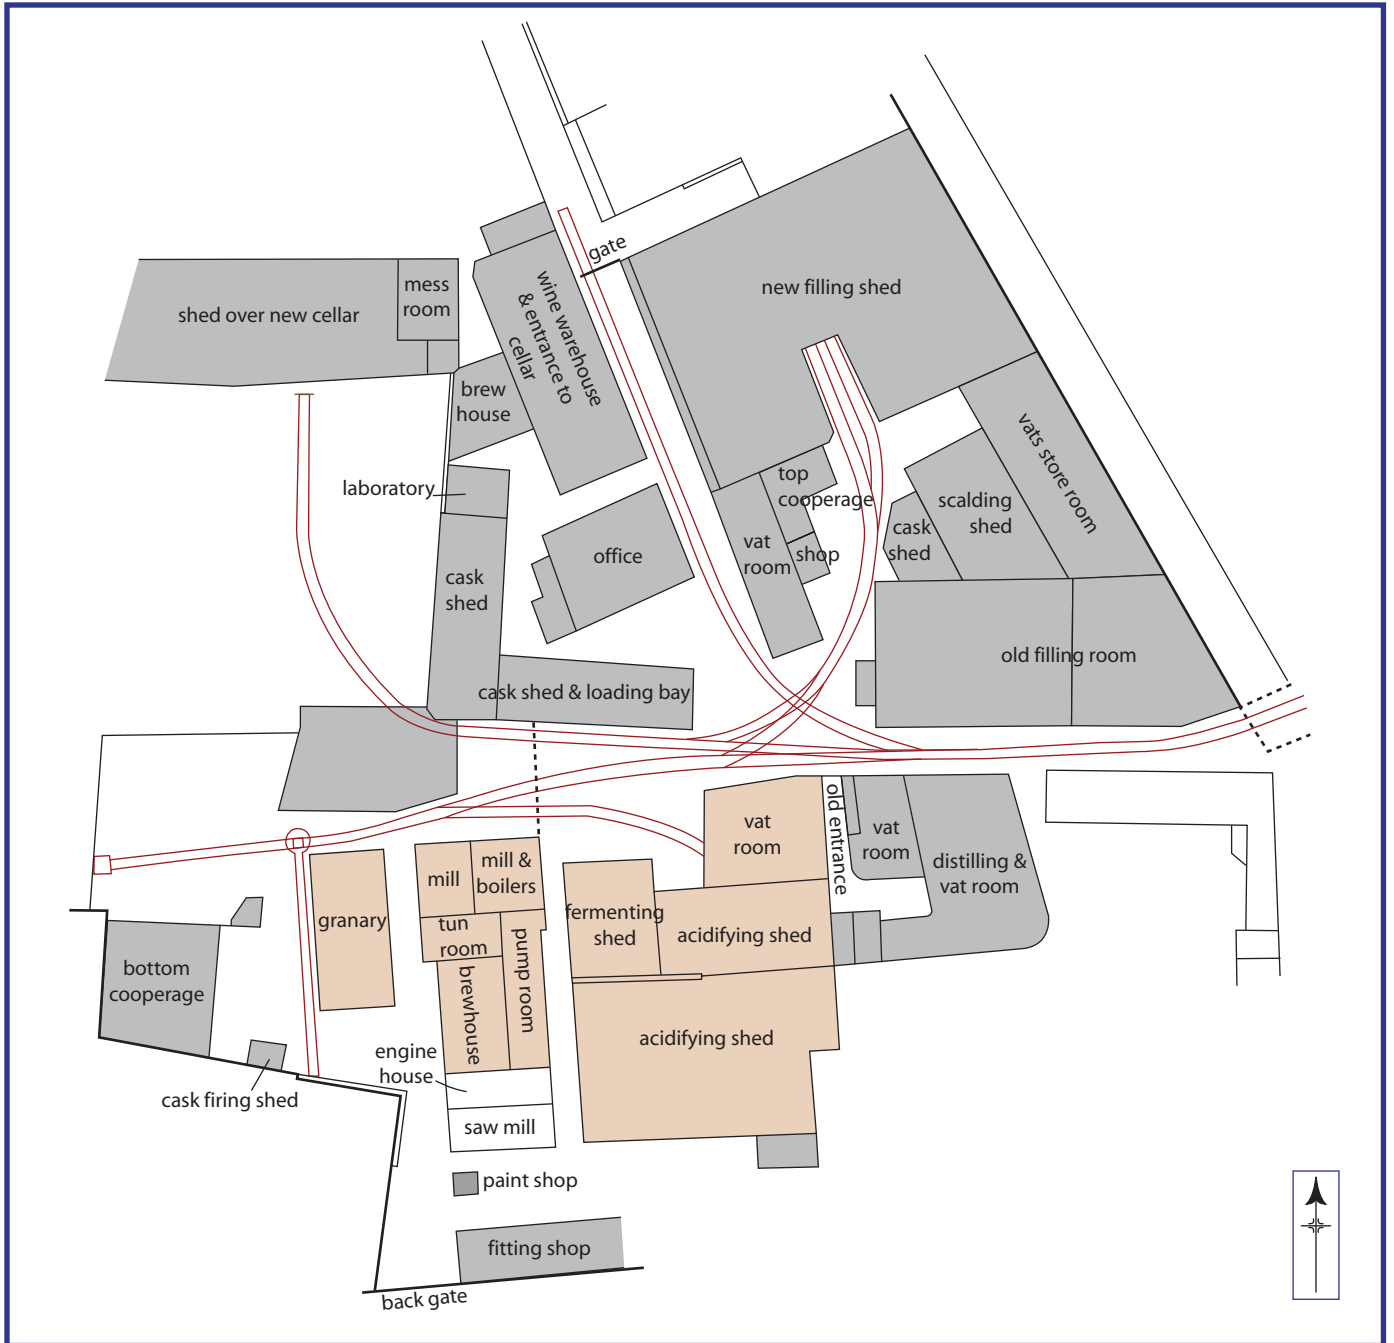 gate
new filling shed
wine warehouse
& entrance to
cellar
mess
room
shed over new cellar
brew
house
laboratory
top
cooperage
vats store room
scalding
shed
cask
shed
vat
room
shop
office
cask
shed
old filling room
cask shed & loading bay
old entrance
vat
room
vat
room
distilling &
vat room
mill
mill &
boilers
granary
tun
room
pump room
fermenting
shed
acidifying shed
bottom
cooperage
brewhouse
acidifying shed
engine
house
cask firing shed
saw mill
paint shop
fitting shop
back gate